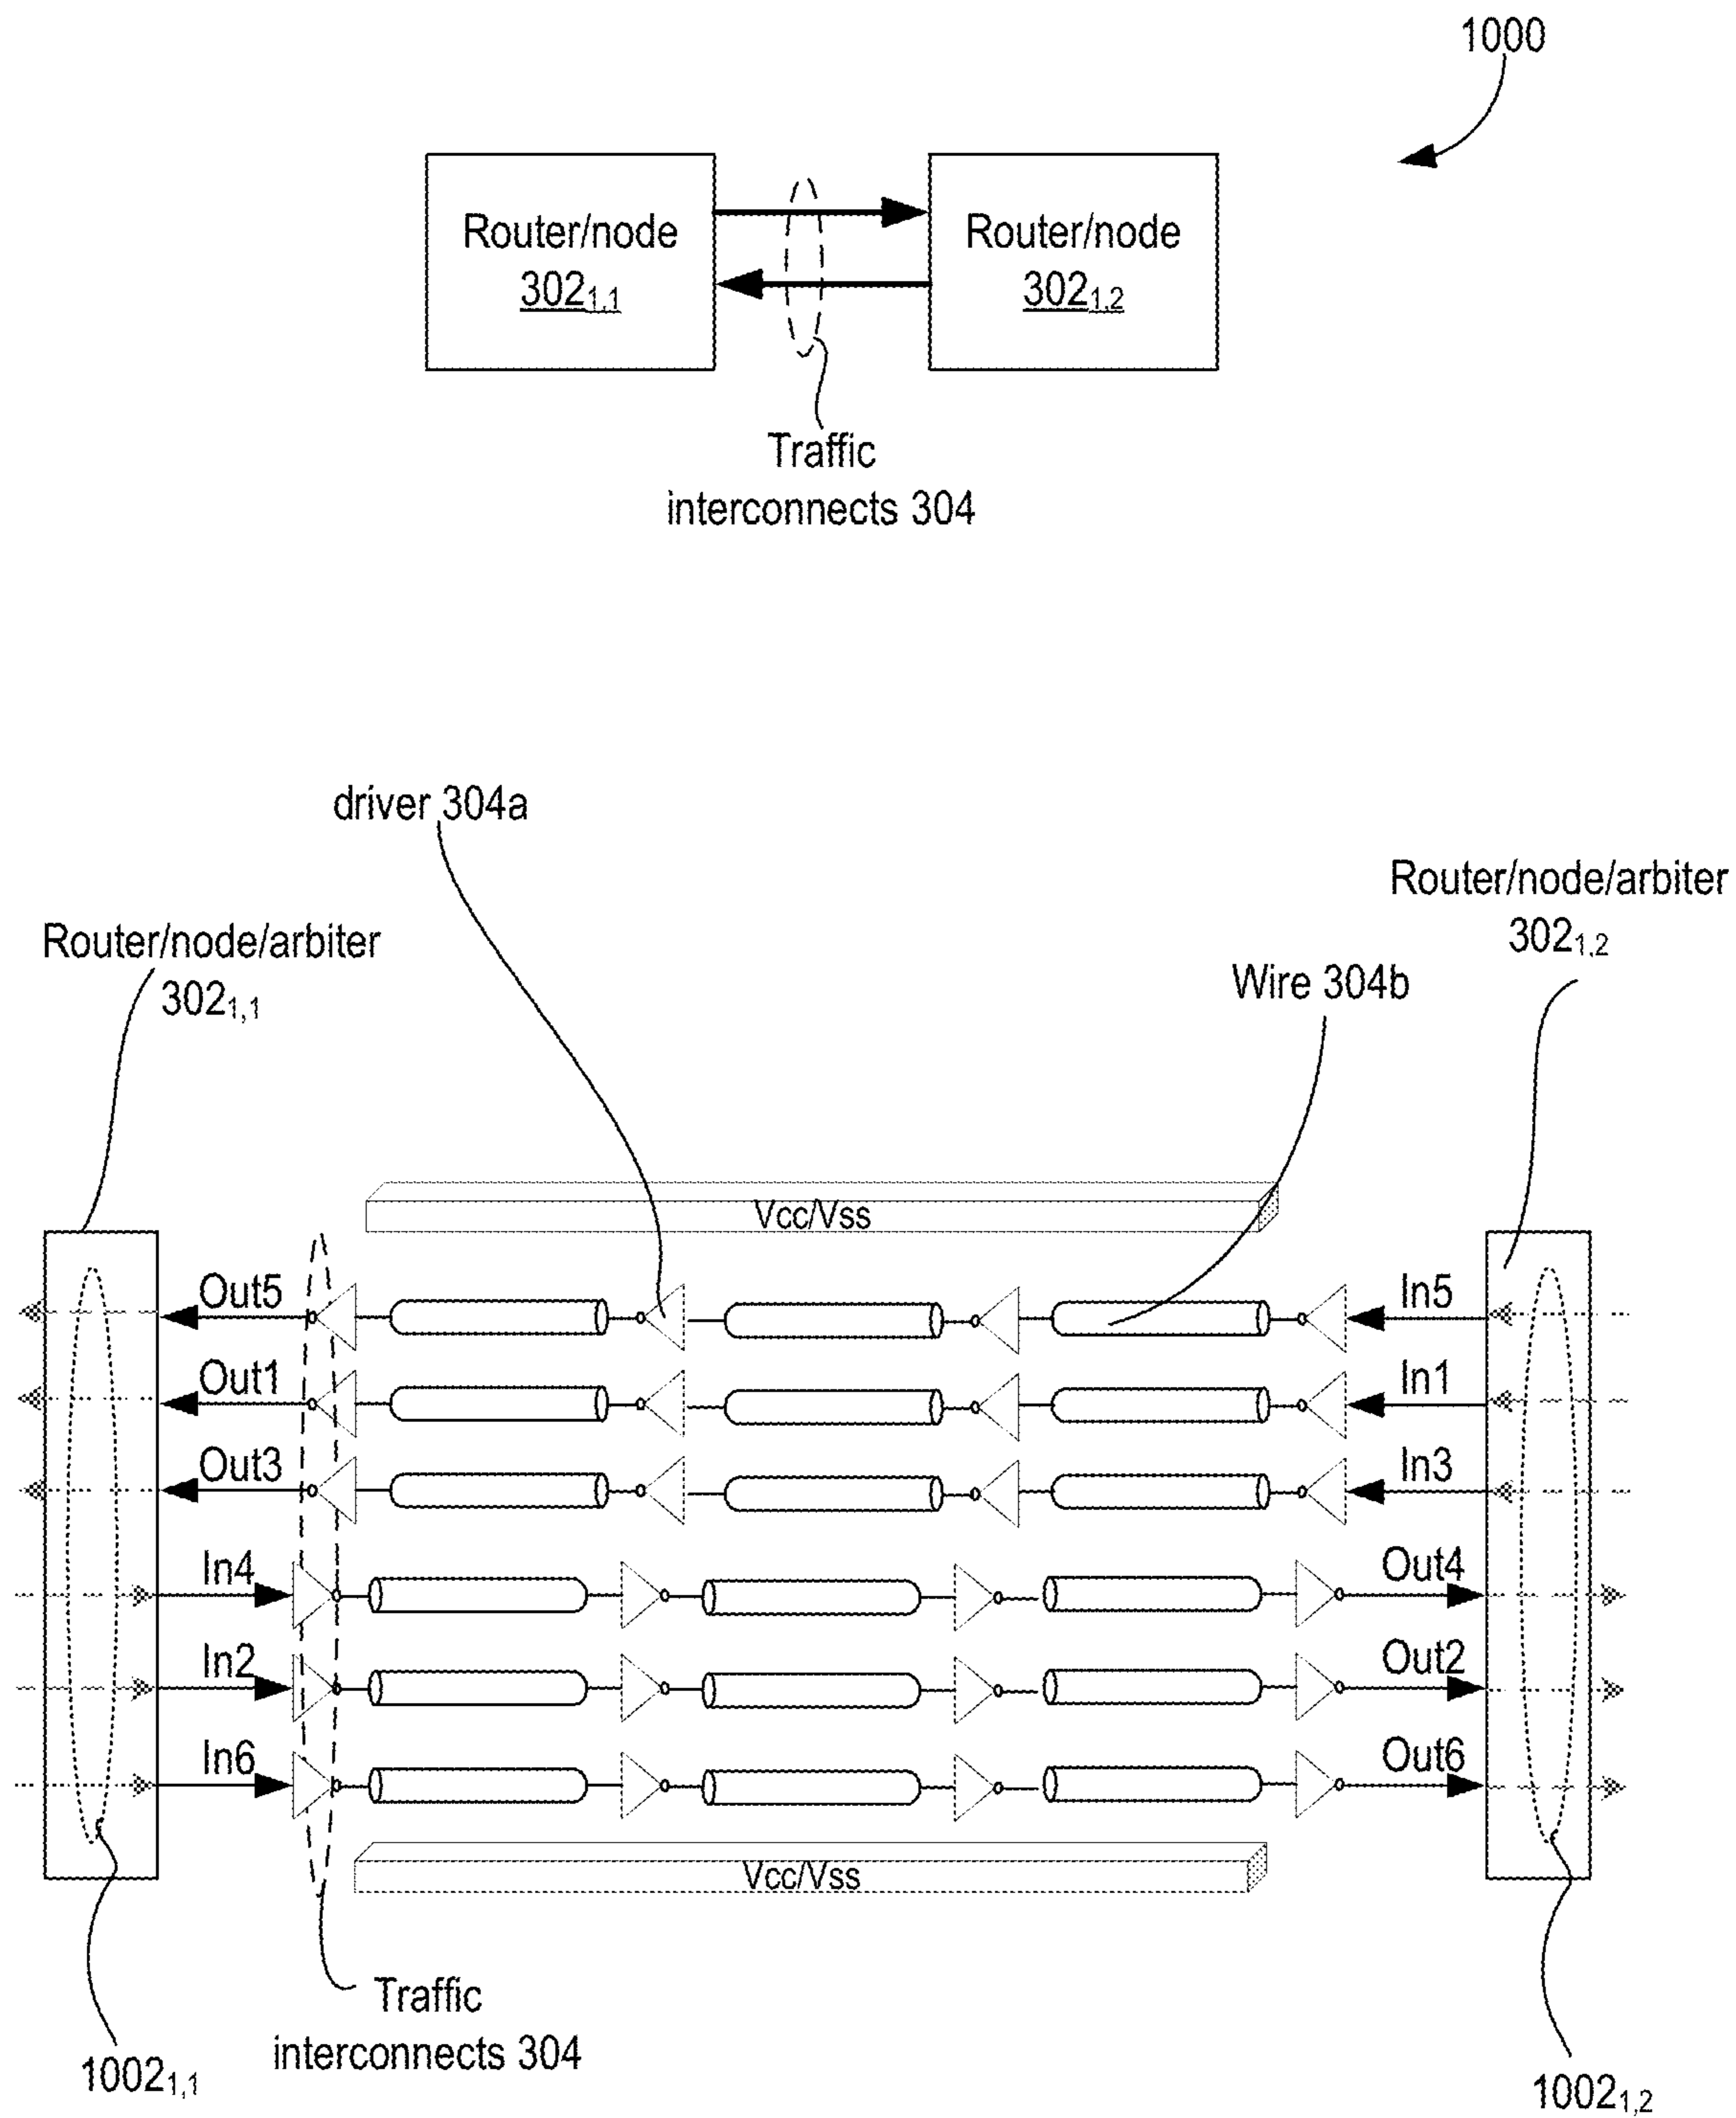 1000
Router/node
302₁,₁
Router/node
302₁,₂
Traffic
interconnects 304
driver 304a
Router/node/arbiter
302₁,₂
Router/node/arbiter
302₁,₁
Wire 304b
Vcc/Vss
Out5
In5
Out1
In1
Out3
In3
In4
Out4
In2
Out2
In6
Out6
Vcc/Vss
Traffic
interconnects 304
1002₁,₁
1002₁,₂